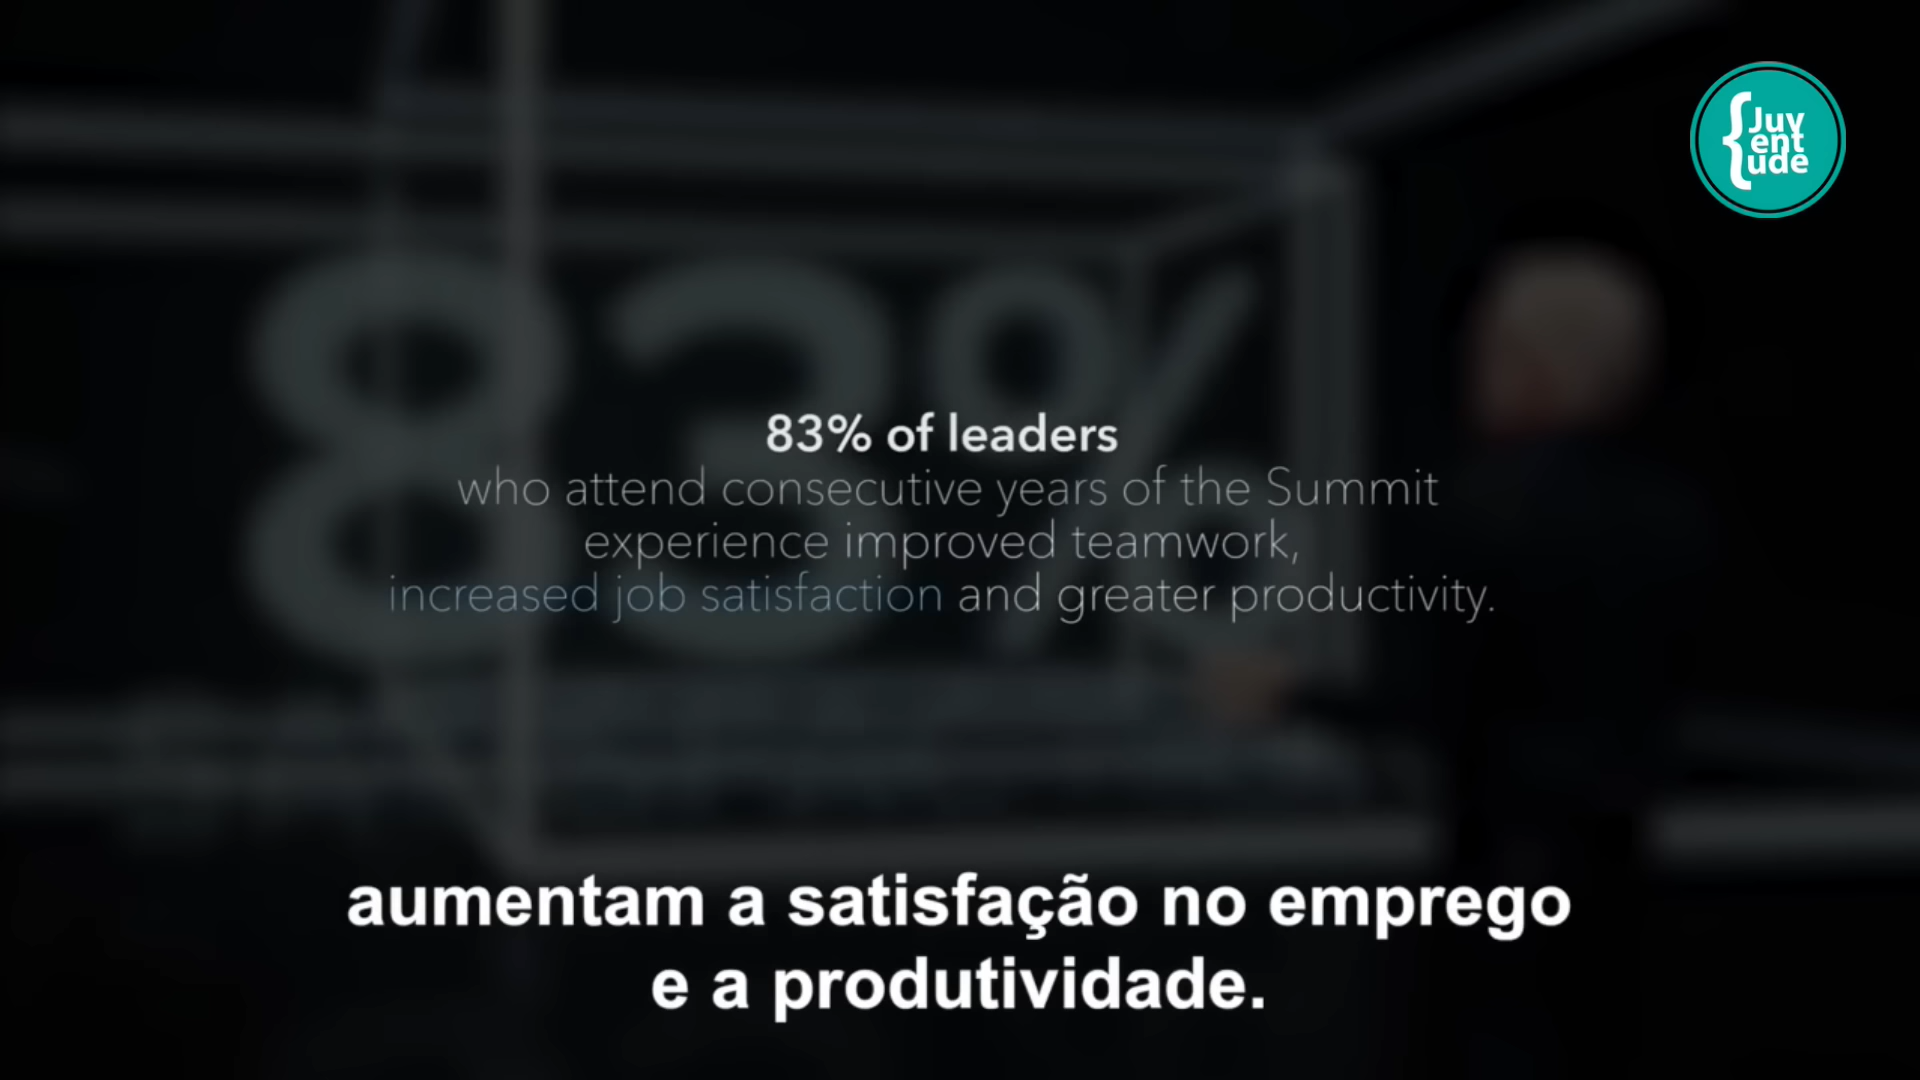 Juv
ent
ude
83%
83% of leaders
who attend consecutive years of the Summit
experience improved teamwork,
increased job satisfaction and greater productivity.
aumentam a satisfação no emprego
e a produtividade.